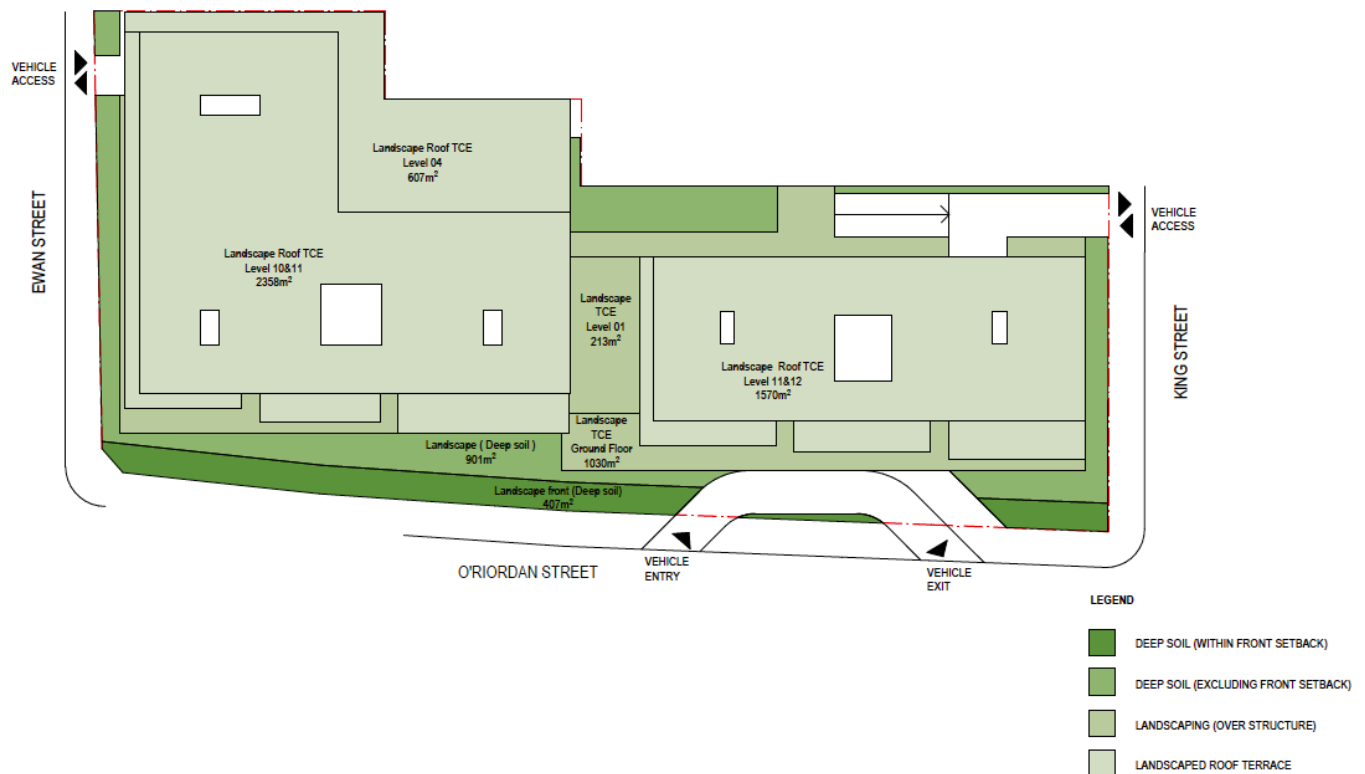 VEHICLE
ACCESS
EWAN STREET
Landscape Roof TCE
Level 04
607m²
Landscape Roof TCE
Level 10&11
2358m²
VEHICLE
ACCESS
KING STREET
Landscape
TCE
Level 01
213m²
Landscape Roof TCE
Level 11&12
1570m²
Landscape
TCE
Ground Floor
1030m²
Landscape ( Deep soil )
901m²
Landscape front (Deep soil)
407m²
O'RIORDAN STREET
VEHICLE
ENTRY
VEHICLE
EXIT
LEGEND
DEEP SOIL (WITHIN FRONT SETBACK)
DEEP SOIL (EXCLUDING FRONT SETBACK)
LANDSCAPING (OVER STRUCTURE)
LANDSCAPED ROOF TERRACE